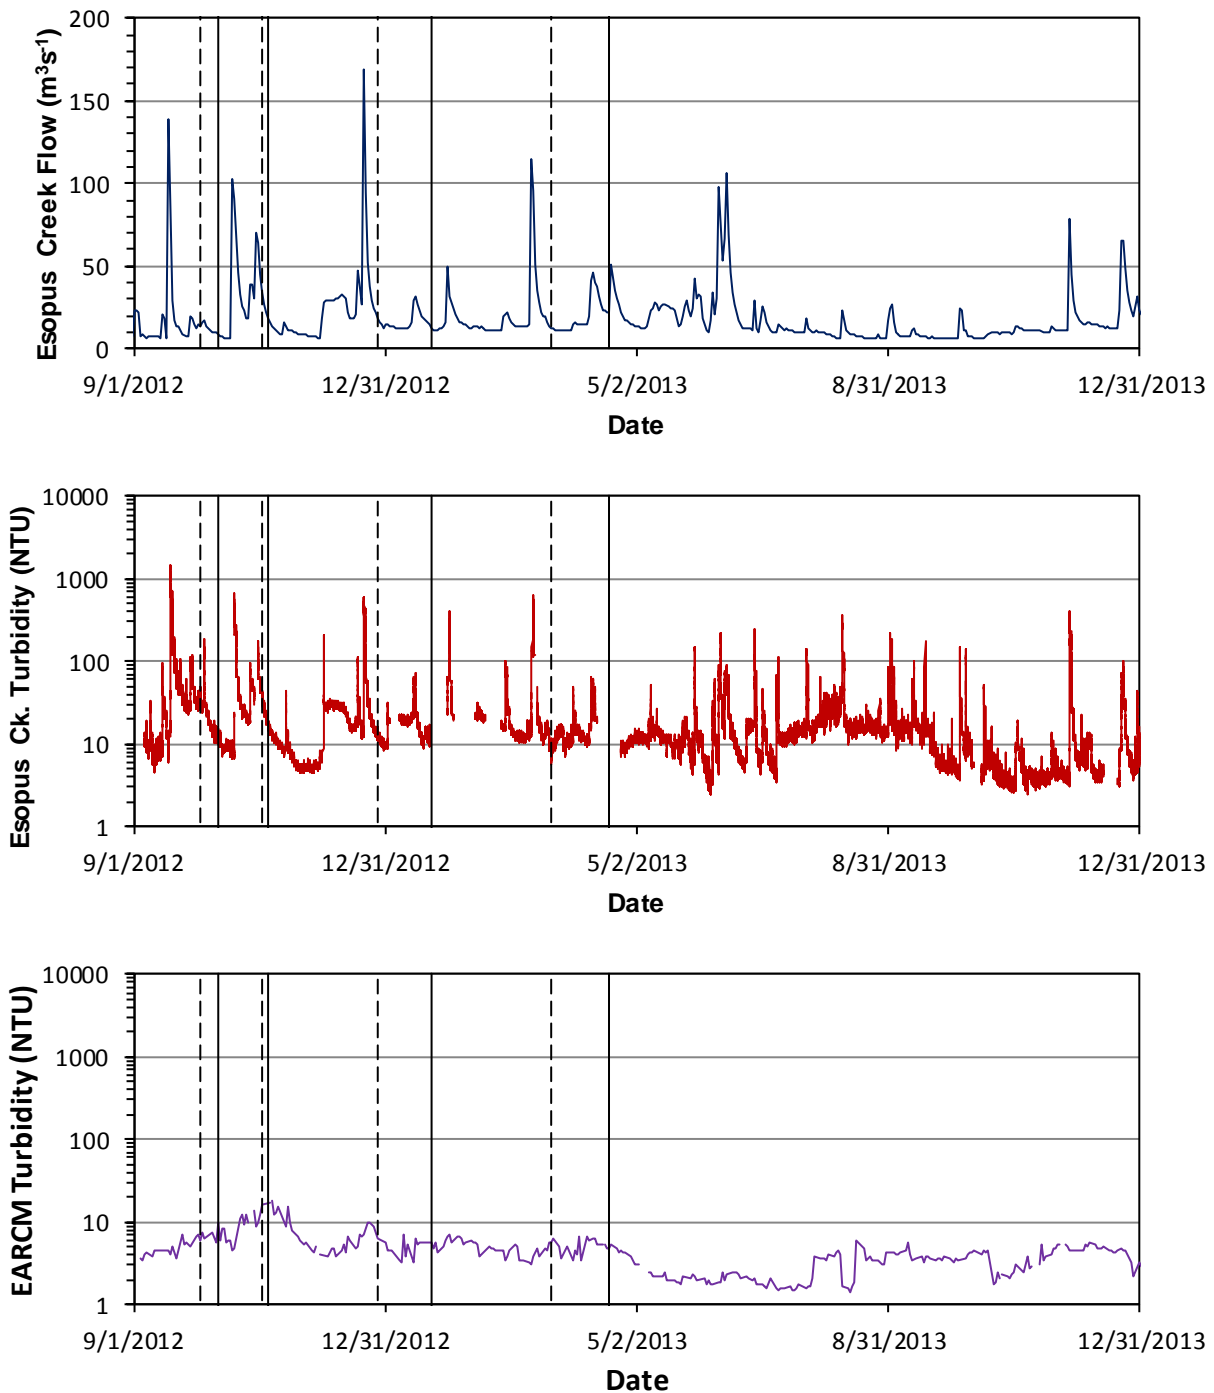 Esopus Creek Flow (m³s⁻¹)
200
150
100
50
0
9/1/2012 12/31/2012 5/2/2013 8/31/2013 12/31/2013
Date
Esopus Ck. Turbidity (NTU)
10000
1000
100
10
1
9/1/2012 12/31/2012 5/2/2013 8/31/2013 12/31/2013
Date
EARCM Turbidity (NTU)
10000
1000
100
10
1
9/1/2012 12/31/2012 5/2/2013 8/31/2013 12/31/2013
Date